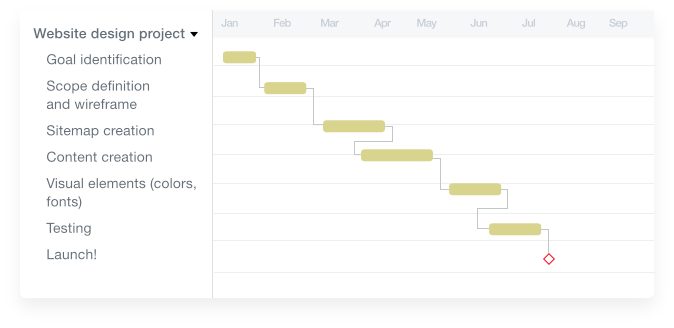 Website design project
Jan Feb Mar Apr May Jun Jul Aug Sep
Goal identification
Scope definition
and wireframe
Sitemap creation
Content creation
Visual elements (colors,
fonts)
Testing
Launch!